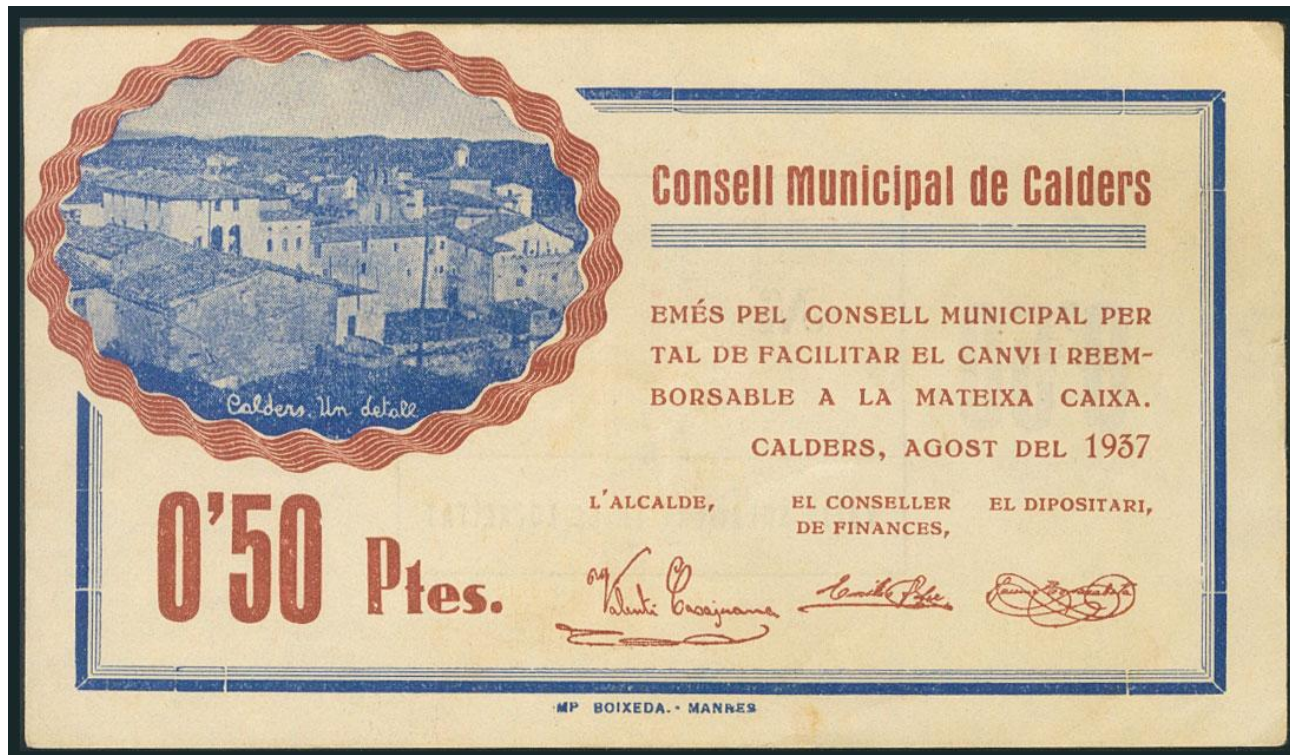 Consell Municipal de Calders
EMÉS PEL CONSELL MUNICIPAL PER
TAL DE FACILITAR EL CANVI I REEM-
BORSABLE A LA MATEIXA CAIXA.
CALDERS, AGOST DEL 1937
Calders. Un detall
0'50 Ptes.
L'ALCALDE,
EL CONSELLER
DE FINANCES,
EL DIPOSITARI,
Valentí Casajuana
MP BOIXEDA. - MANRES